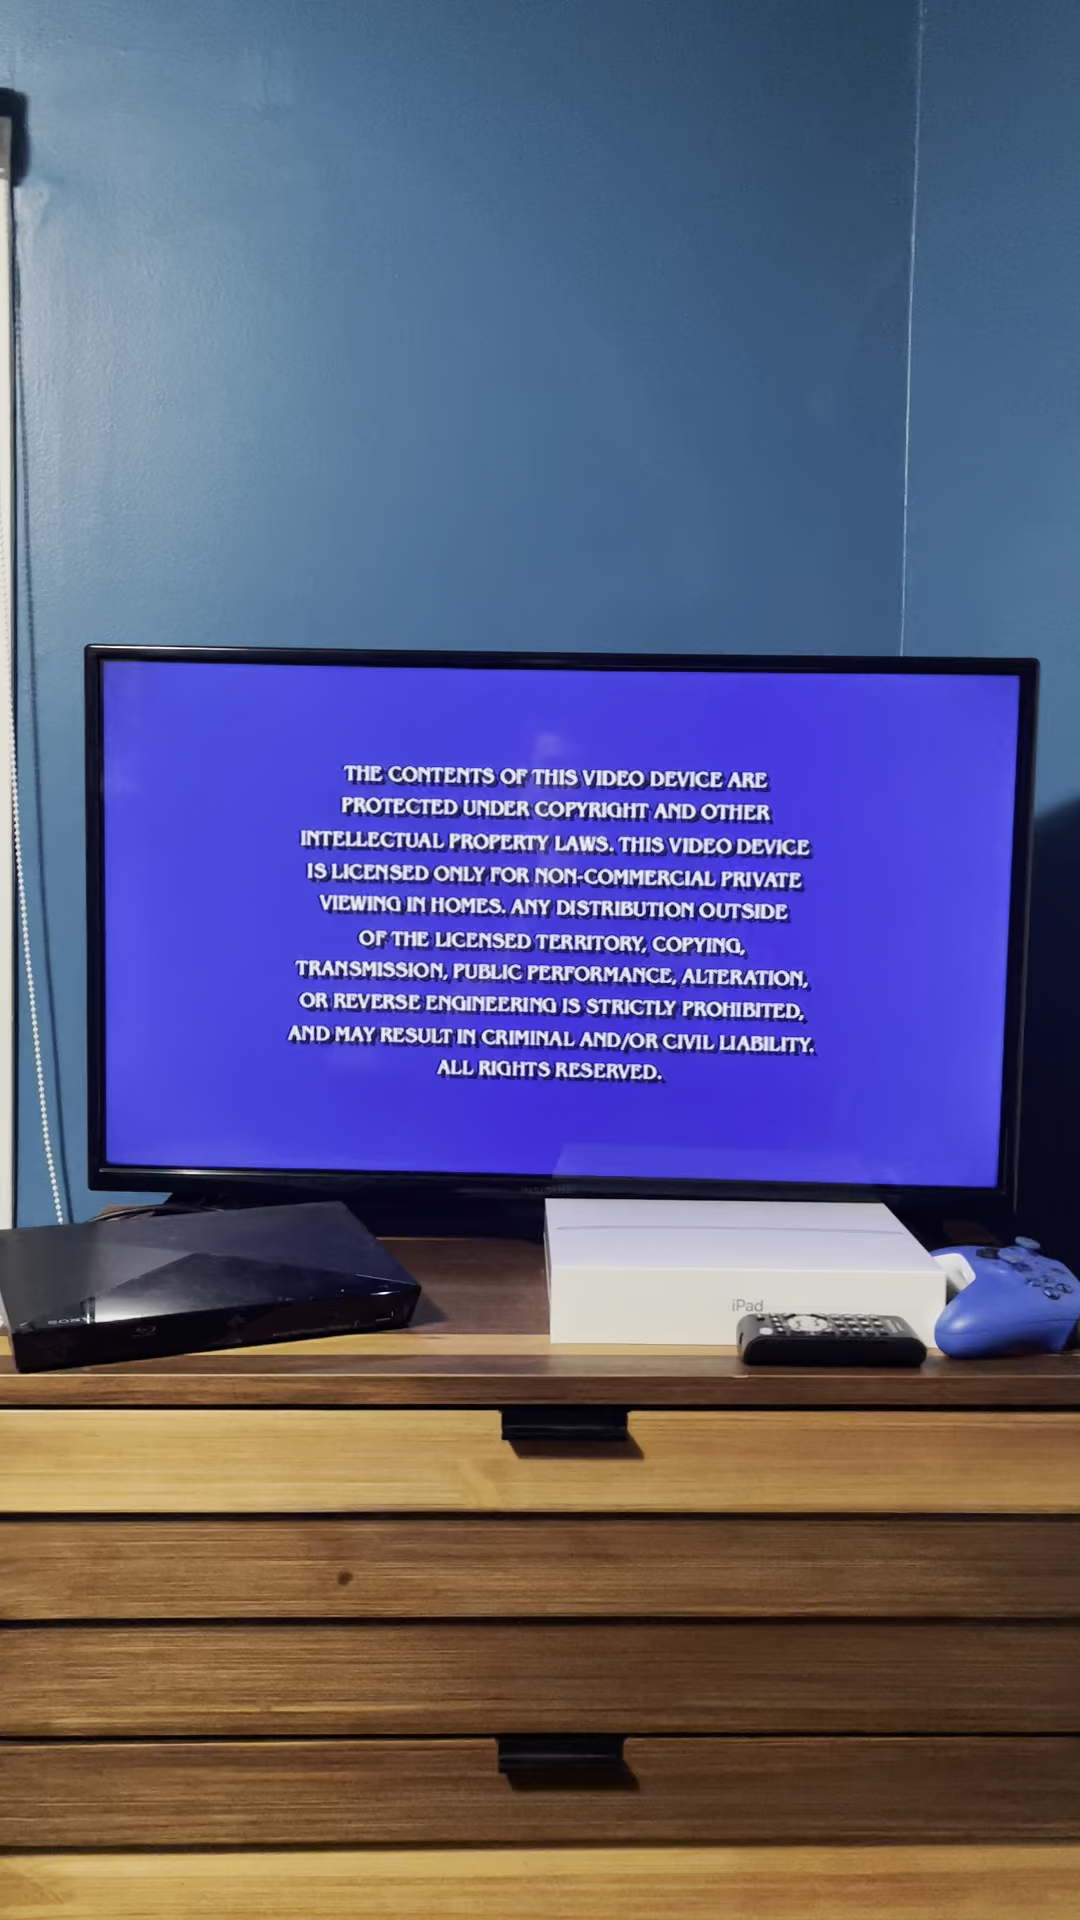 THE CONTENTS OF THIS VIDEO DEVICE ARE
PROTECTED UNDER COPYRIGHT AND OTHER
INTELLECTUAL PROPERTY LAWS. THIS VIDEO DEVICE
IS LICENSED ONLY FOR NON-COMMERCIAL PRIVATE
VIEWING IN HOMES. ANY DISTRIBUTION OUTSIDE
OF THE LICENSED TERRITORY, COPYING,
TRANSMISSION, PUBLIC PERFORMANCE, ALTERATION,
OR REVERSE ENGINEERING IS STRICTLY PROHIBITED,
AND MAY RESULT IN CRIMINAL AND/OR CIVIL LIABILITY.
ALL RIGHTS RESERVED.
SONY
iPad